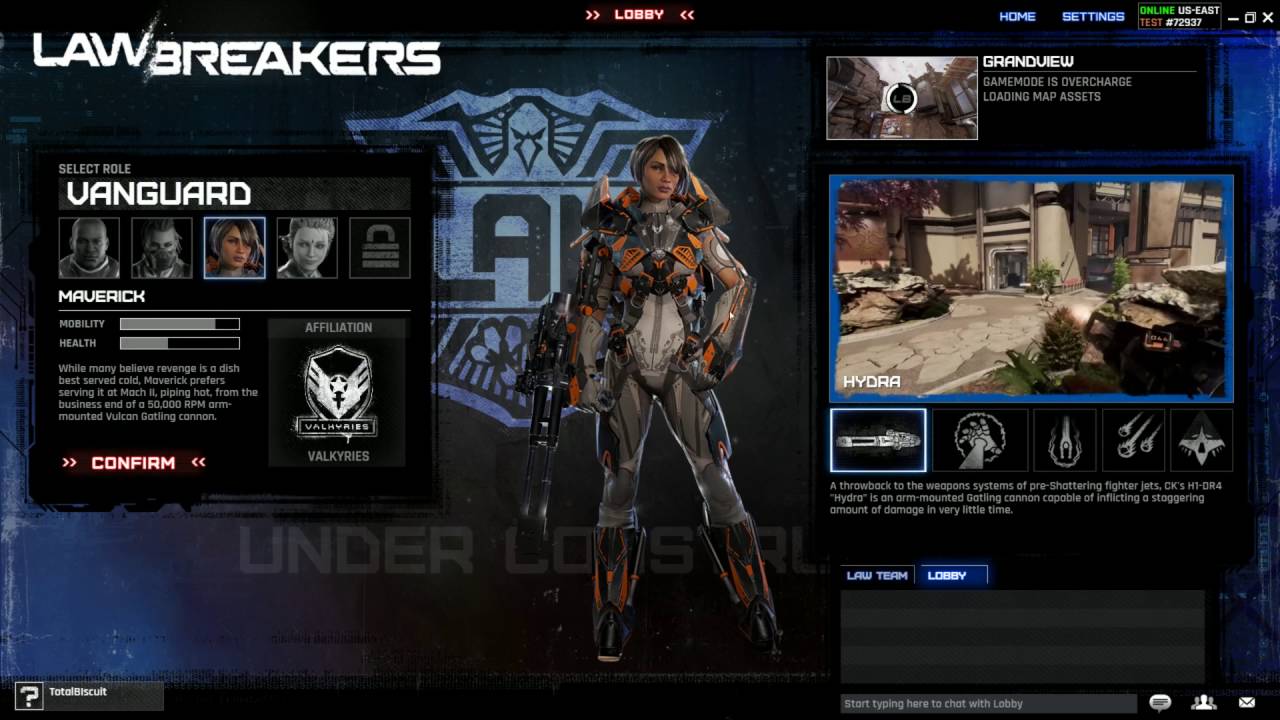 >> LOBBY <<
HOME
SETTINGS
ONLINE US-EAST
TEST #72937
LAWBREAKERS
GRANDVIEW
GAMEMODE IS OVERCHARGE
LOADING MAP ASSETS
LB
SELECT ROLE
VANGUARD
MAVERICK
MOBILITY
HEALTH
While many believe revenge is a dish
best served cold, Maverick prefers
serving it at Mach II, piping hot, from the
business end of a 50,000 RPM arm-
mounted Vulcan Gatling cannon.
AFFILIATION
VALKYRIES
VALKYRIES
>> CONFIRM <<
LAW
HYDRA
A throwback to the weapons systems of pre-Shattering fighter jets, CK's H1-DR4
"Hydra" is an arm-mounted Gatling cannon capable of inflicting a staggering
amount of damage in very little time.
UNDER CONSTRU
LAW TEAM
LOBBY
TotalBIscuit
Start typing here to chat with Lobby